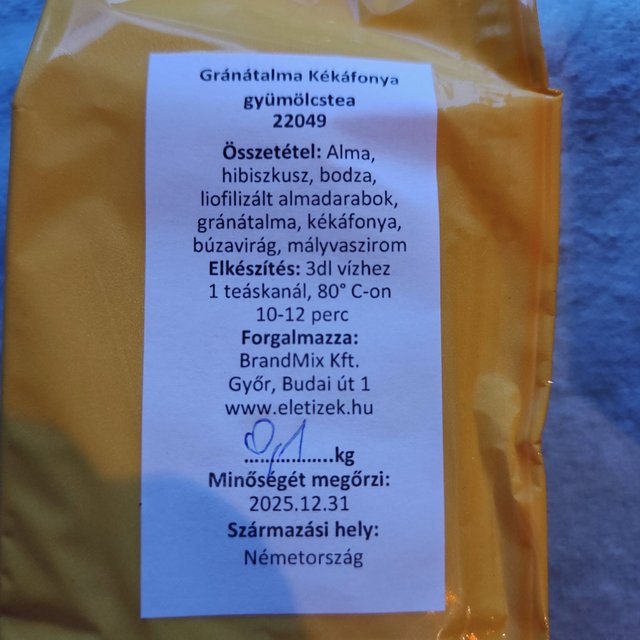 Gránátalma Kékáfonya
gyümölcstea
22049
Összetétel: Alma,
hibiszkusz, bodza,
liofilizált almadarabok,
gránátalma, kékáfonya,
búzavirág, mályvaszirom
Elkészítés: 3dl vízhez
1 teáskanál, 80° C-on
10-12 perc
Forgalmazza:
BrandMix Kft.
Győr, Budai út 1
www.eletizek.hu
0,1
.................kg
Minőségét megőrzi:
2025.12.31
Származási hely:
Németország